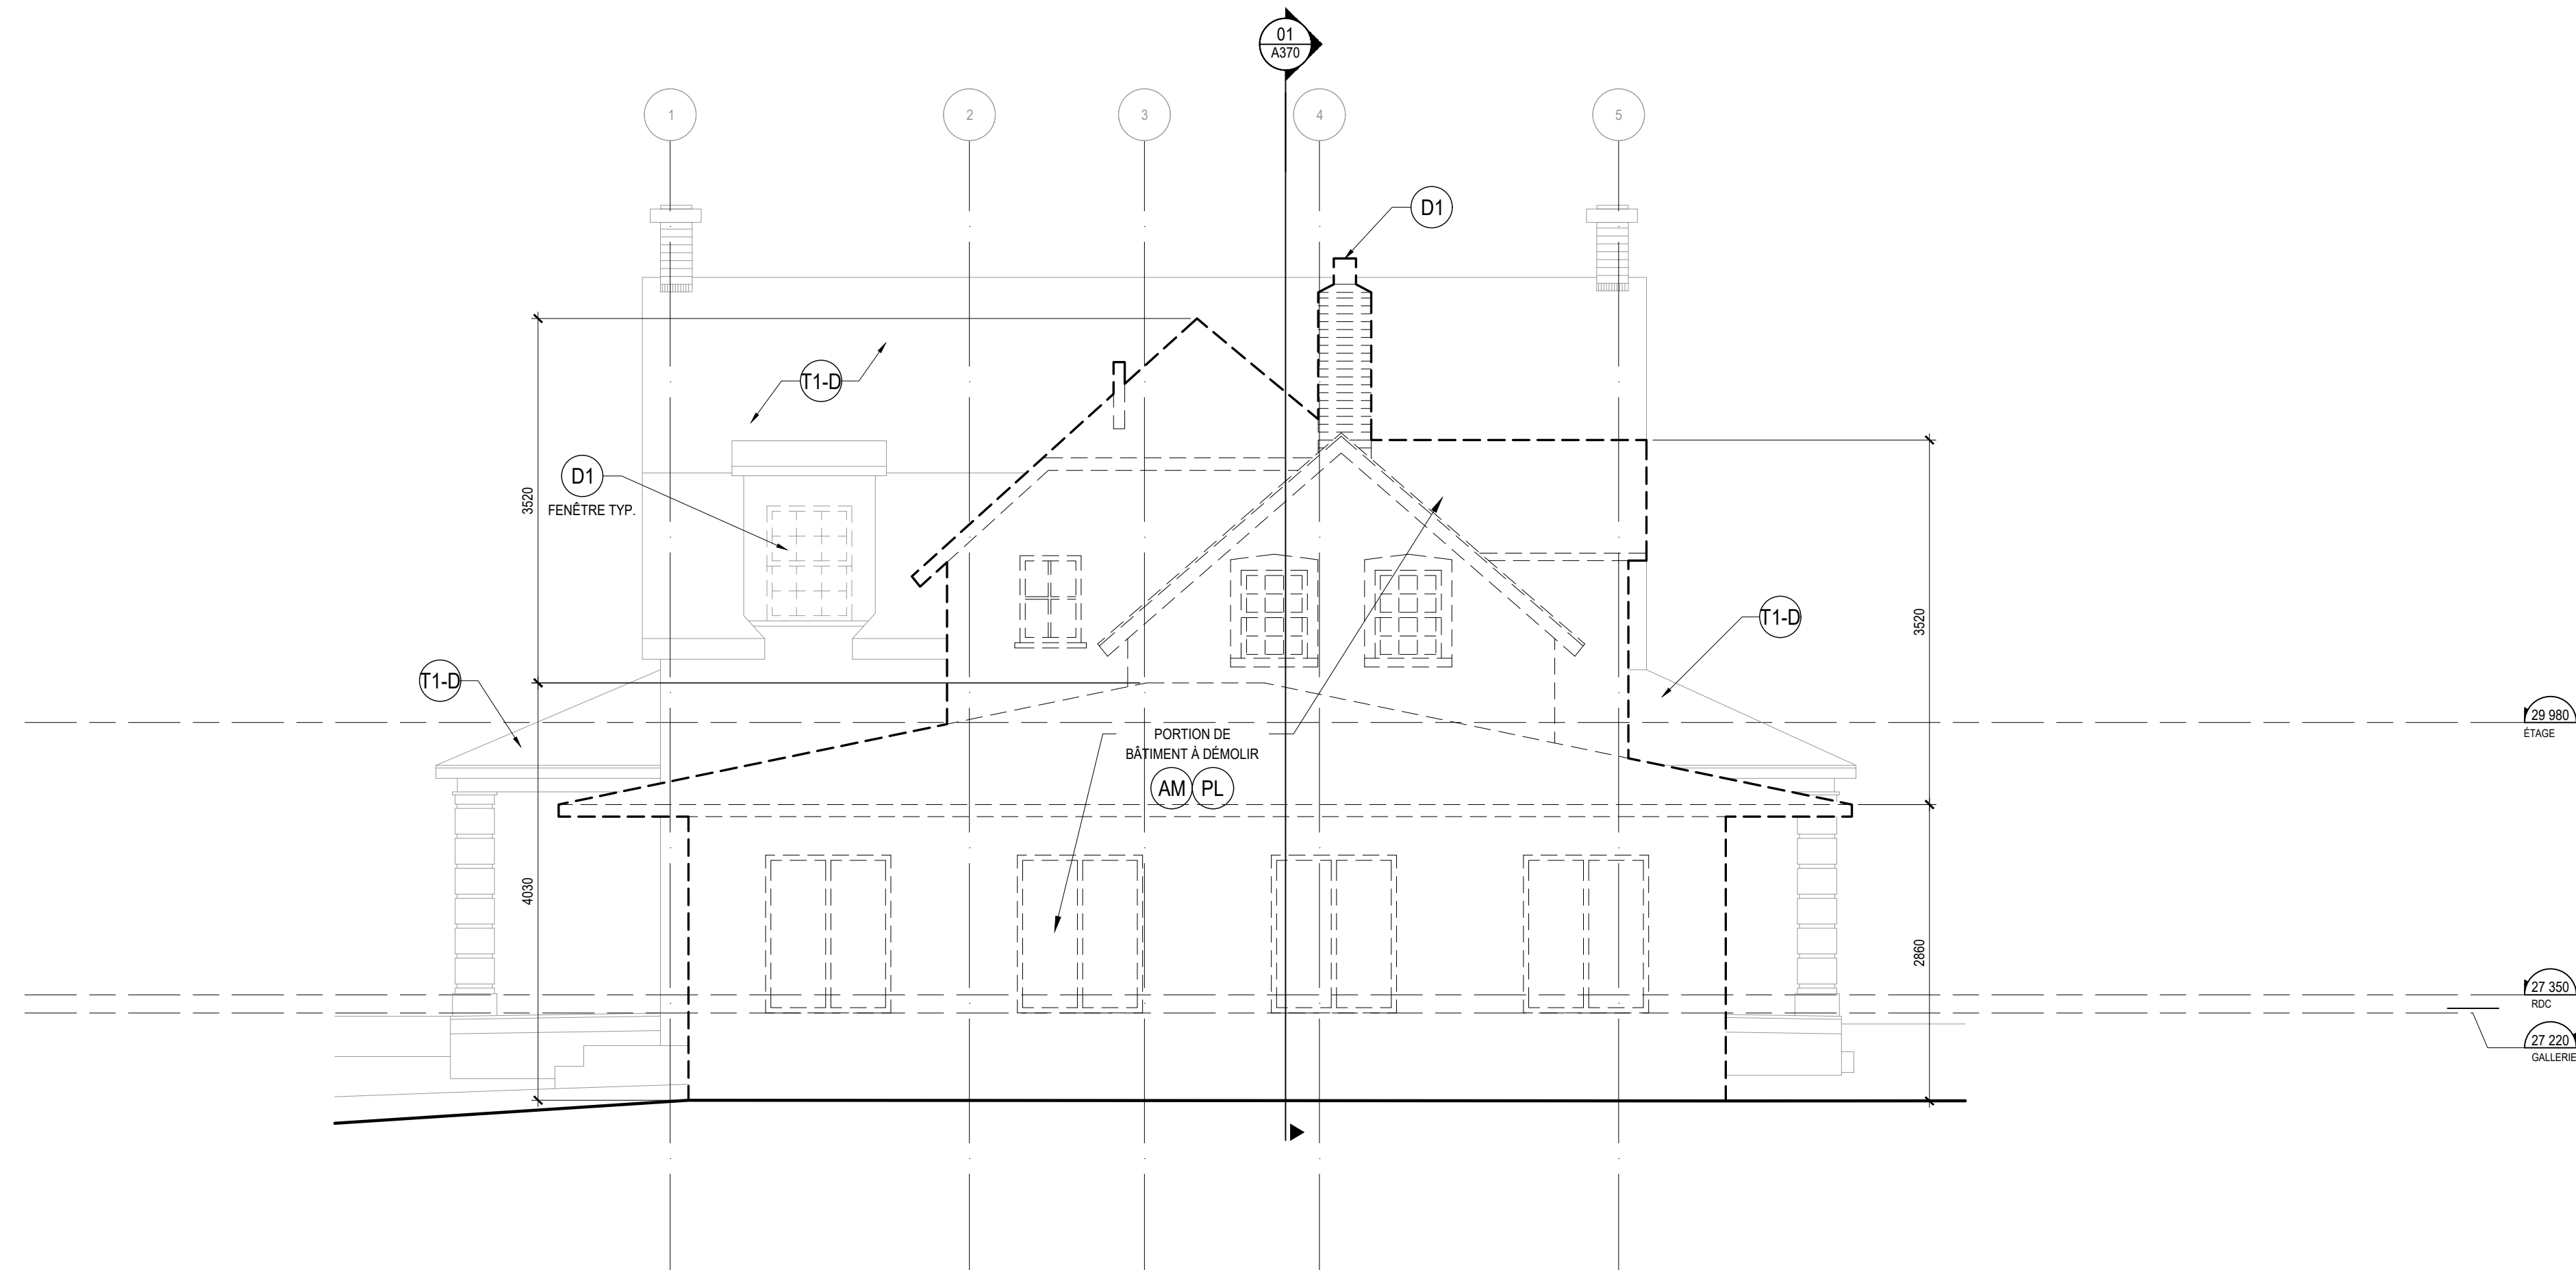 01
A370
1
2
3
4
5
D1
T1-D
D1
FENÊTRE TYP.
3520
3520
T1-D
T1-D
29 980
ÉTAGE
PORTION DE
BÂTIMENT À DÉMOLIR
AM PL
4030
2860
27 350
RDC
27 220
GALLERIE